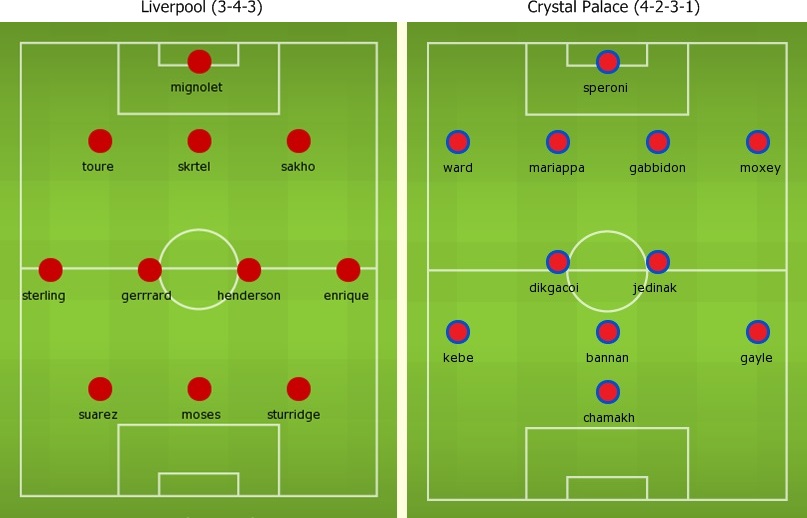 Liverpool (3-4-3)
mignolet
toure skrtel sakho
sterling gerrrard henderson enrique
suarez moses sturridge
Crystal Palace (4-2-3-1)
speroni
ward mariappa gabbidon moxey
dikgacoi jedinak
kebe bannan gayle
chamakh